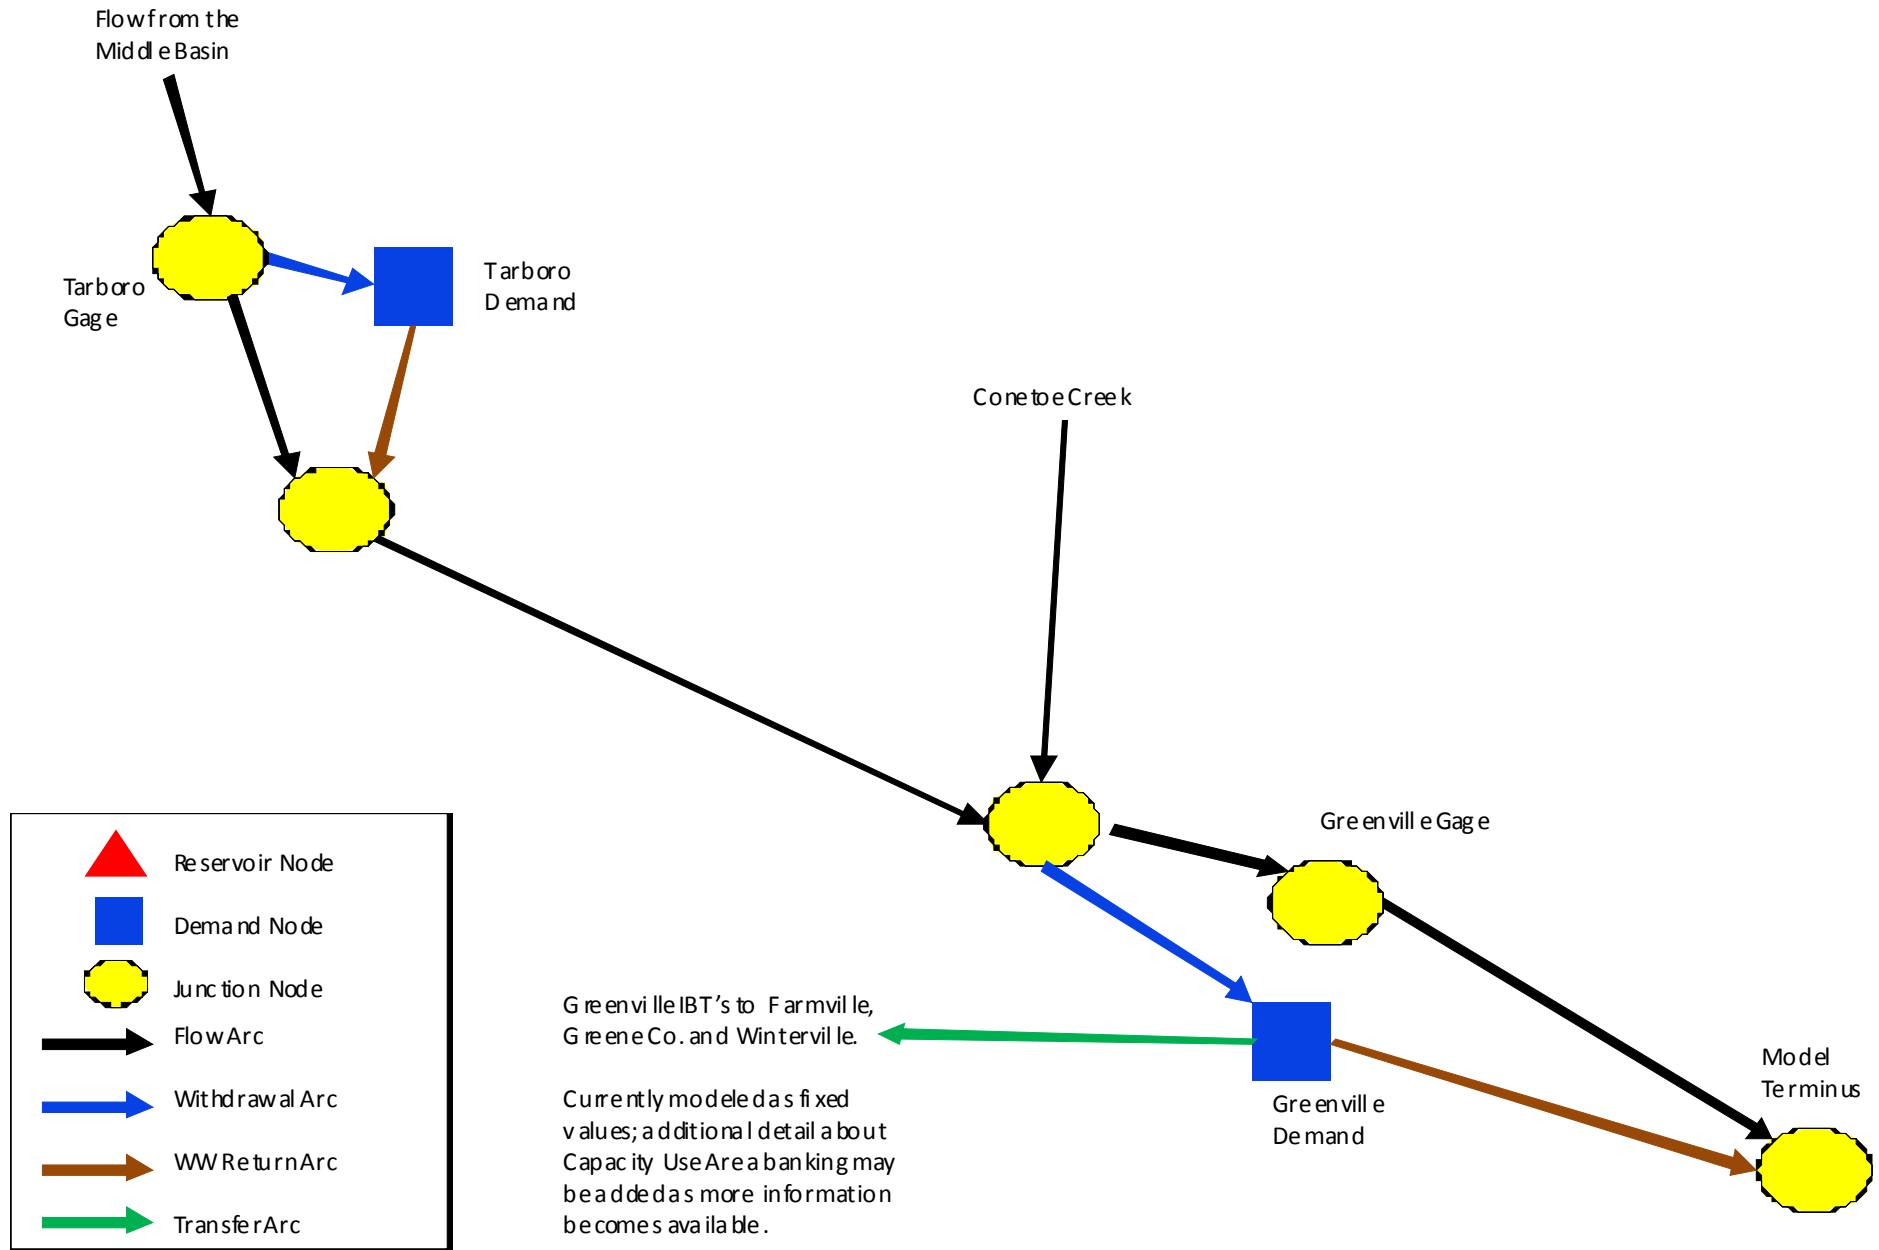 Flow from the
Middle Basin
Tarboro
Gage
Tarboro
Demand
Conetoe Creek
Greenville Gage
Reservoir Node
Demand Node
Junction Node
Flow Arc
Withdrawal Arc
WW Return Arc
Transfer Arc
Greenville IBT's to Farmville,
Greene Co. and Winterville.
Currently modeled as fixed
values; additional detail about
Capacity Use Area banking may
be added as more information
becomes available.
Greenville
Demand
Model
Terminus